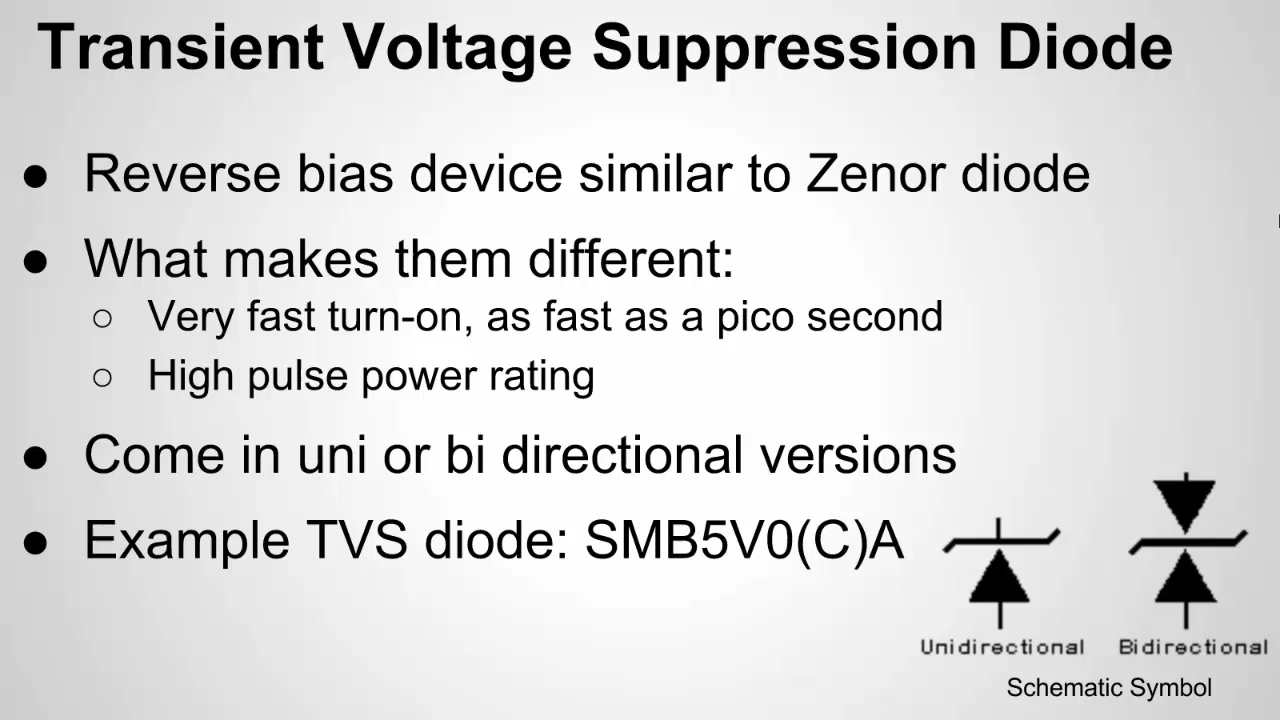 Transient Voltage Suppression Diode
● Reverse bias device similar to Zenor diode
● What makes them different:
○ Very fast turn-on, as fast as a pico second
○ High pulse power rating
● Come in uni or bi directional versions
● Example TVS diode: SMB5V0(C)A
Unidirectional Bidirectional
Schematic Symbol